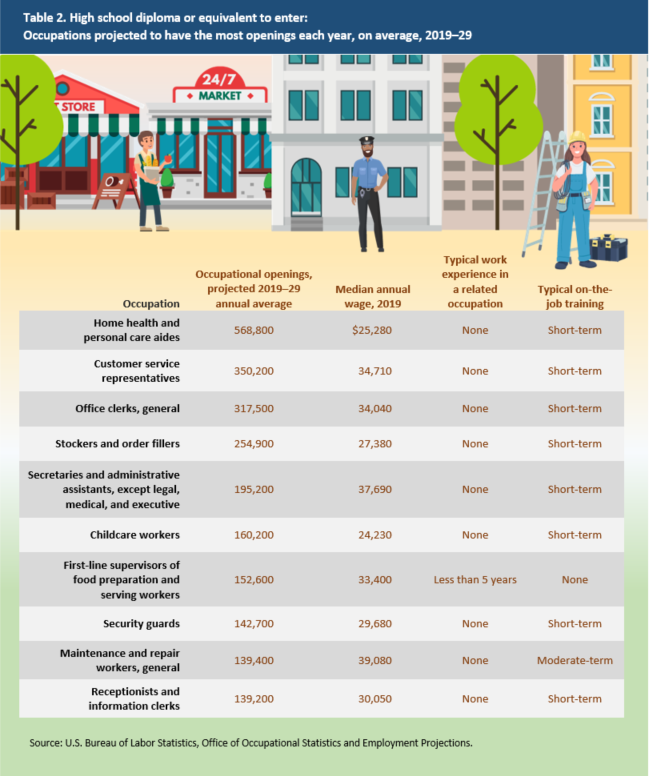 Table 2. High school diploma or equivalent to enter:
Occupations projected to have the most openings each year, on average, 2019–29
STORE
24/7
MARKET
Occupation
Occupational openings,
projected 2019–29
annual average
Median annual
wage, 2019
Typical work
experience in
a related
occupation
Typical on-the-
job training
Home health and
personal care aides
568,800
$25,280
None
Short-term
Customer service
representatives
350,200
34,710
None
Short-term
Office clerks, general
317,500
34,040
None
Short-term
Stockers and order fillers
254,900
27,380
None
Short-term
Secretaries and administrative
assistants, except legal,
medical, and executive
195,200
37,690
None
Short-term
Childcare workers
160,200
24,230
None
Short-term
First-line supervisors of
food preparation and
serving workers
152,600
33,400
Less than 5 years
None
Security guards
142,700
29,680
None
Short-term
Maintenance and repair
workers, general
139,400
39,080
None
Moderate-term
Receptionists and
information clerks
139,200
30,050
None
Short-term
Source: U.S. Bureau of Labor Statistics, Office of Occupational Statistics and Employment Projections.